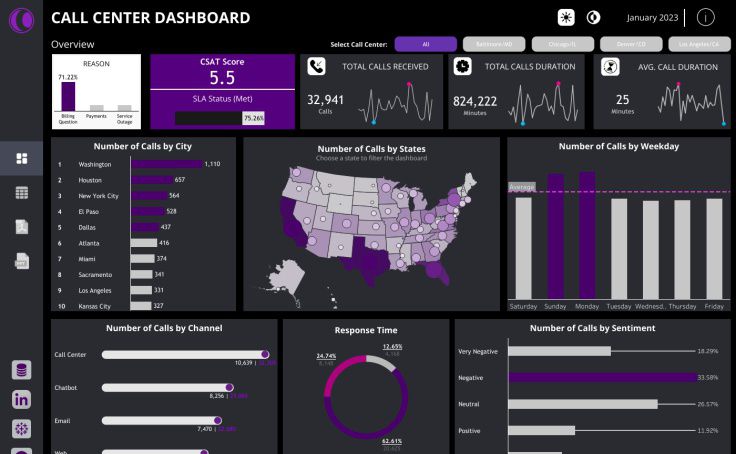 CALL CENTER DASHBOARD
January 2023
i
Overview
Select Call Center:
All
Baltimore/MD
Chicago/IL
Denver/CO
Los Angeles/CA
REASON
71.22%
Billing
Question
Payments
Service
Outage
CSAT Score
5.5
SLA Status (Met)
75.26%
TOTAL CALLS RECEIVED
32,941
Calls
TOTAL CALLS DURATION
824,222
Minutes
AVG. CALL DURATION
25
Minutes
Number of Calls by City
1 Washington 1,110
2 Houston 657
3 New York City 564
4 El Paso 528
5 Dallas 437
6 Atlanta 416
7 Miami 374
8 Sacramento 341
9 Los Angeles 331
10 Kansas City 327
Number of Calls by States
Choose a state to filter the dashboard
Number of Calls by Weekday
Average
Saturday Sunday Monday Tuesday Wednesd.. Thursday Friday
Number of Calls by Channel
Call Center
10,639 |
Chatbot
8,256 |
Email
7,470 |
Web
Response Time
12.65%
4,168
24.74%
8,148
62.61%
20,625
Number of Calls by Sentiment
Very Negative 18.29%
Negative 33.58%
Neutral 26.57%
Positive 11.92%